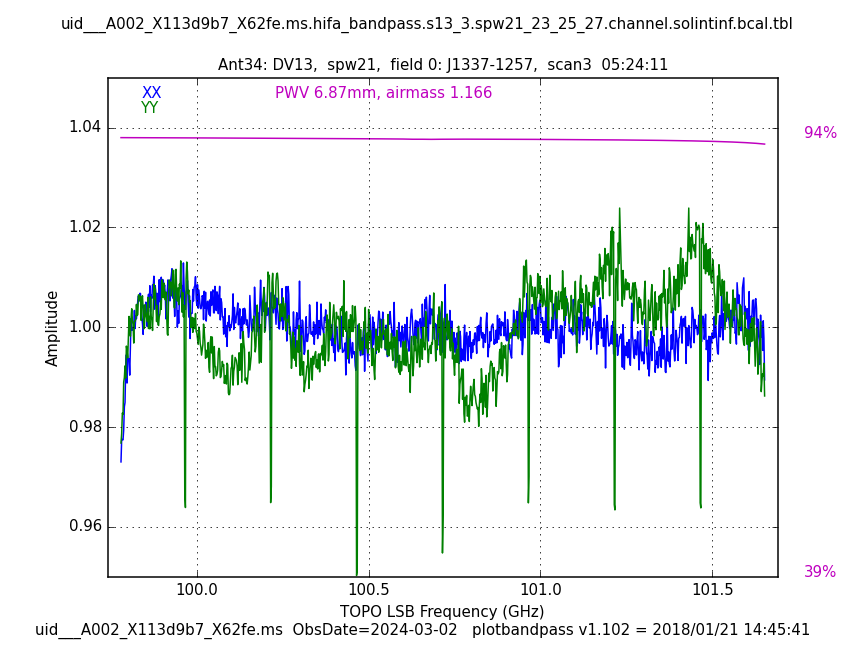 uid___A002_X113d9b7_X62fe.ms.hifa_bandpass.s13_3.spw21_23_25_27.channel.solintinf.bcal.tbl
Ant34: DV13, spw21, field 0: J1337-1257, scan3 05:24:11
XX
YY
PWV 6.87mm, airmass 1.166
94%
39%
1.04
1.02
1.00
0.98
0.96
Amplitude
100.0 100.5 101.0 101.5
TOPO LSB Frequency (GHz)
uid___A002_X113d9b7_X62fe.ms ObsDate=2024-03-02 plotbandpass v1.102 = 2018/01/21 14:45:41